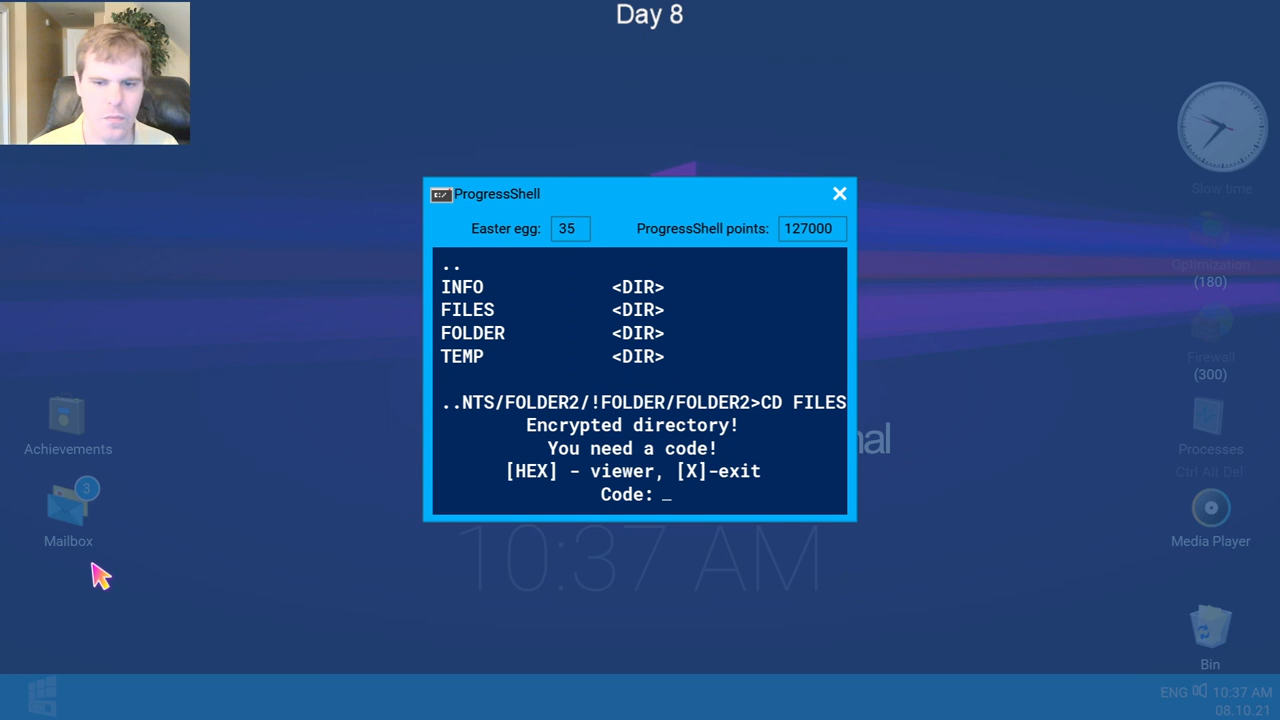 Day 8
Slow time
ProgressShell
Easter egg: 35 ProgressShell points: 127000
..
INFO <DIR>
FILES <DIR>
FOLDER <DIR>
TEMP <DIR>
..NTS/FOLDER2/!FOLDER/FOLDER2>CD FILES
Encrypted directory!
You need a code!
[HEX] - viewer, [X]-exit
Code: _
Optimization
(180)
Firewall
(300)
Achievements
nal
Processes
Ctrl Alt Del
3
Mailbox
Media Player
10:37 AM
Bin
ENG 10:37 AM
08.10.21